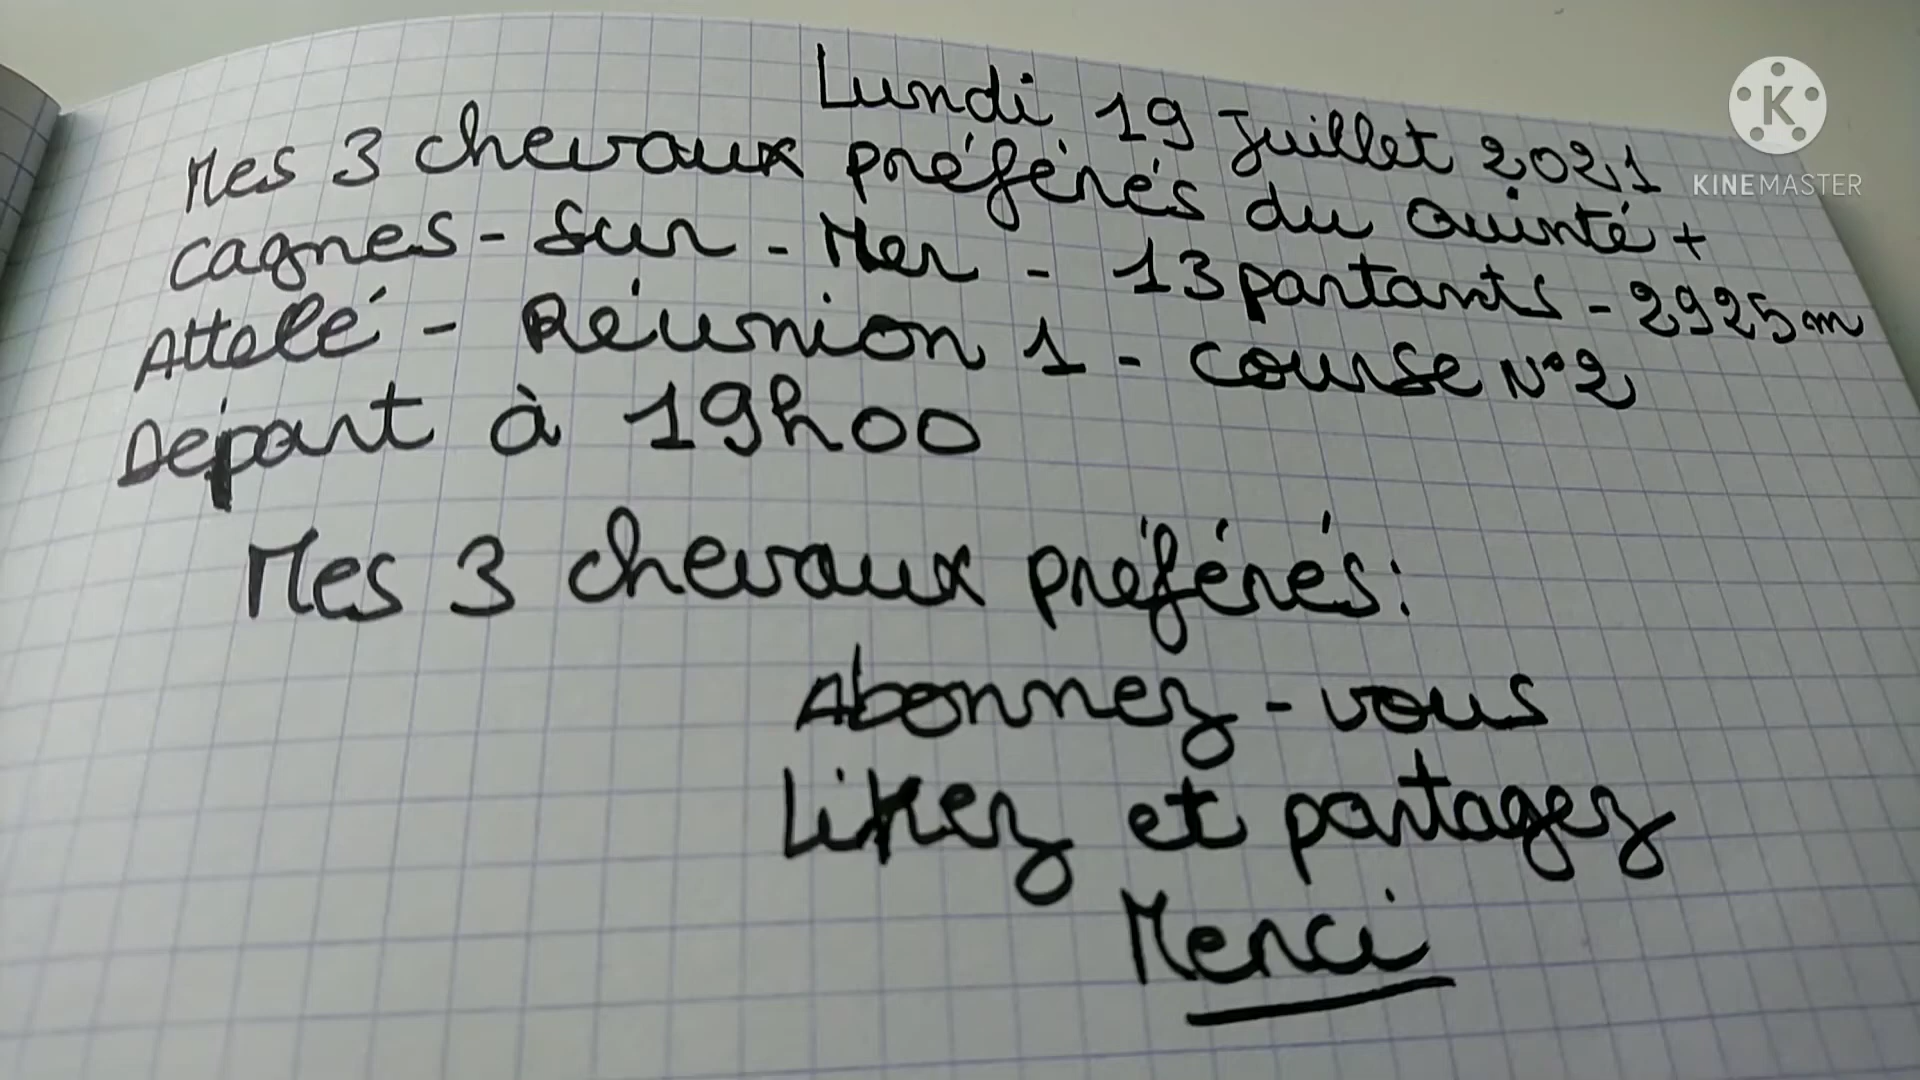 Lundi 19 Juillet 2021
Mes 3 chevaux préférés du Quinté +
Cagnes - Sur - Mer - 13 partants - 2925m
Attelé - Réunion 1 - course N°2
Départ à 19h00
Mes 3 chevaux préférés:
Abonnez - vous
Likez et partagez
Merci
K
KINEMASTER